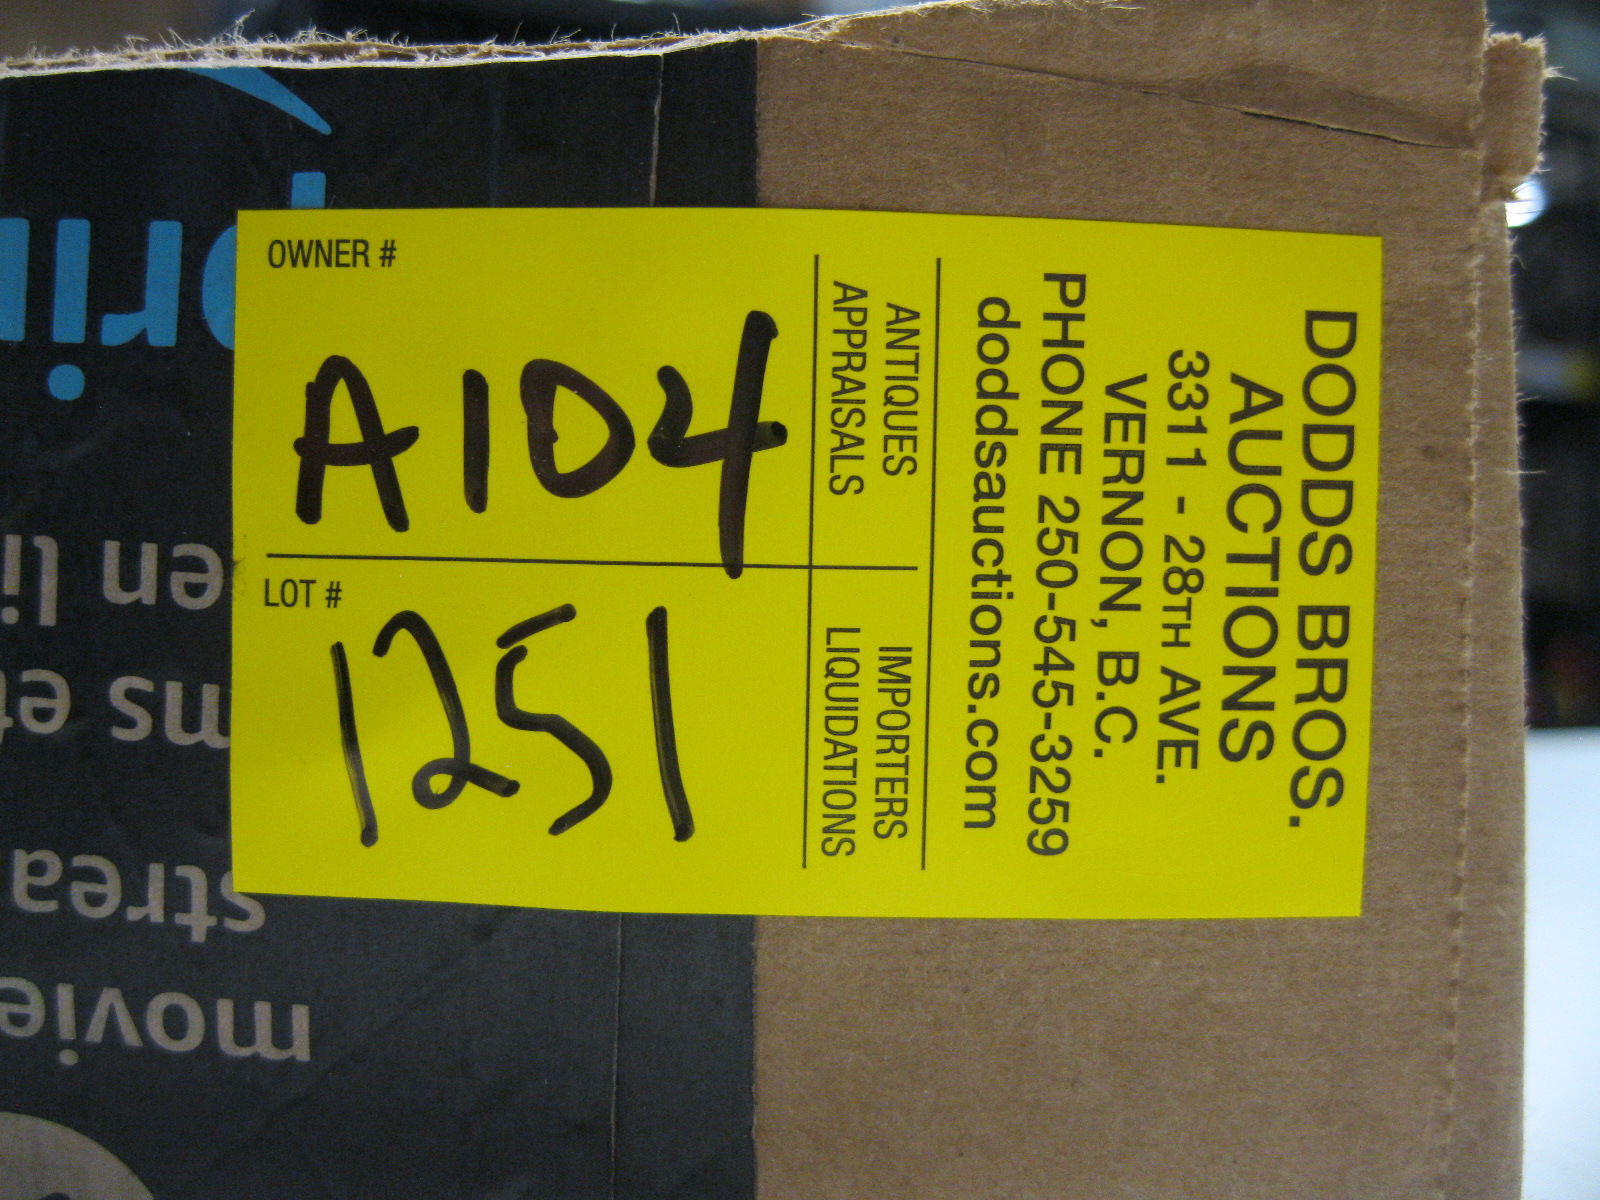 DODDS BROS.
AUCTIONS
3311 - 28TH AVE.
VERNON, B.C.
PHONE 250-545-3259
doddsauctions.com
ANTIQUES
APPRAISALS
IMPORTERS
LIQUIDATIONS
OWNER #
A104
LOT #
1251
pri
en li
ms et
strea
movie